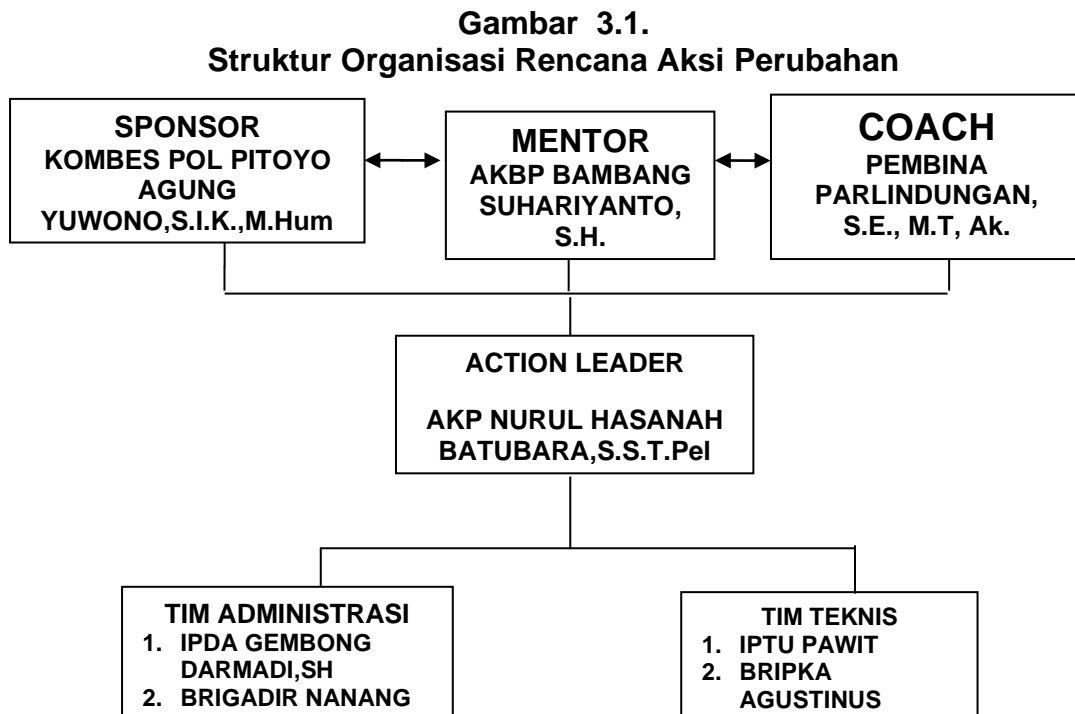 Gambar 3.1.
Struktur Organisasi Rencana Aksi Perubahan
SPONSOR
KOMBES POL PITOYO
AGUNG
YUWONO,S.I.K.,M.Hum
MENTOR
AKBP BAMBANG
SUHARIYANTO,
S.H.
COACH
PEMBINA
PARLINDUNGAN,
S.E., M.T, Ak.
ACTION LEADER
AKP NURUL HASANAH
BATUBARA,S.S.T.Pel
TIM ADMINISTRASI
1. IPDA GEMBONG
DARMADI,SH
2. BRIGADIR NANANG
TIM TEKNIS
1. IPTU PAWIT
2. BRIPKA
AGUSTINUS